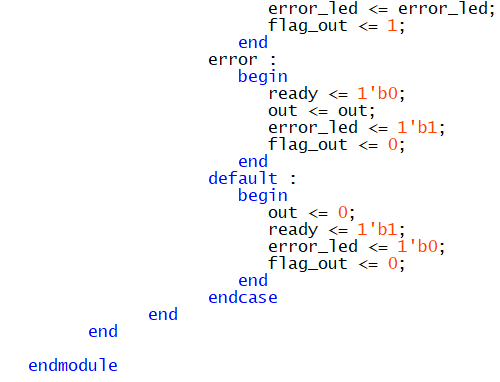 error_led <= error_led;
flag_out <= 1;
end
error :
begin
ready <= 1'b0;
out <= out;
error_led <= 1'b1;
flag_out <= 0;
end
default :
begin
out <= 0;
ready <= 1'b1;
error_led <= 1'b0;
flag_out <= 0;
end
endcase
end
end
endmodule